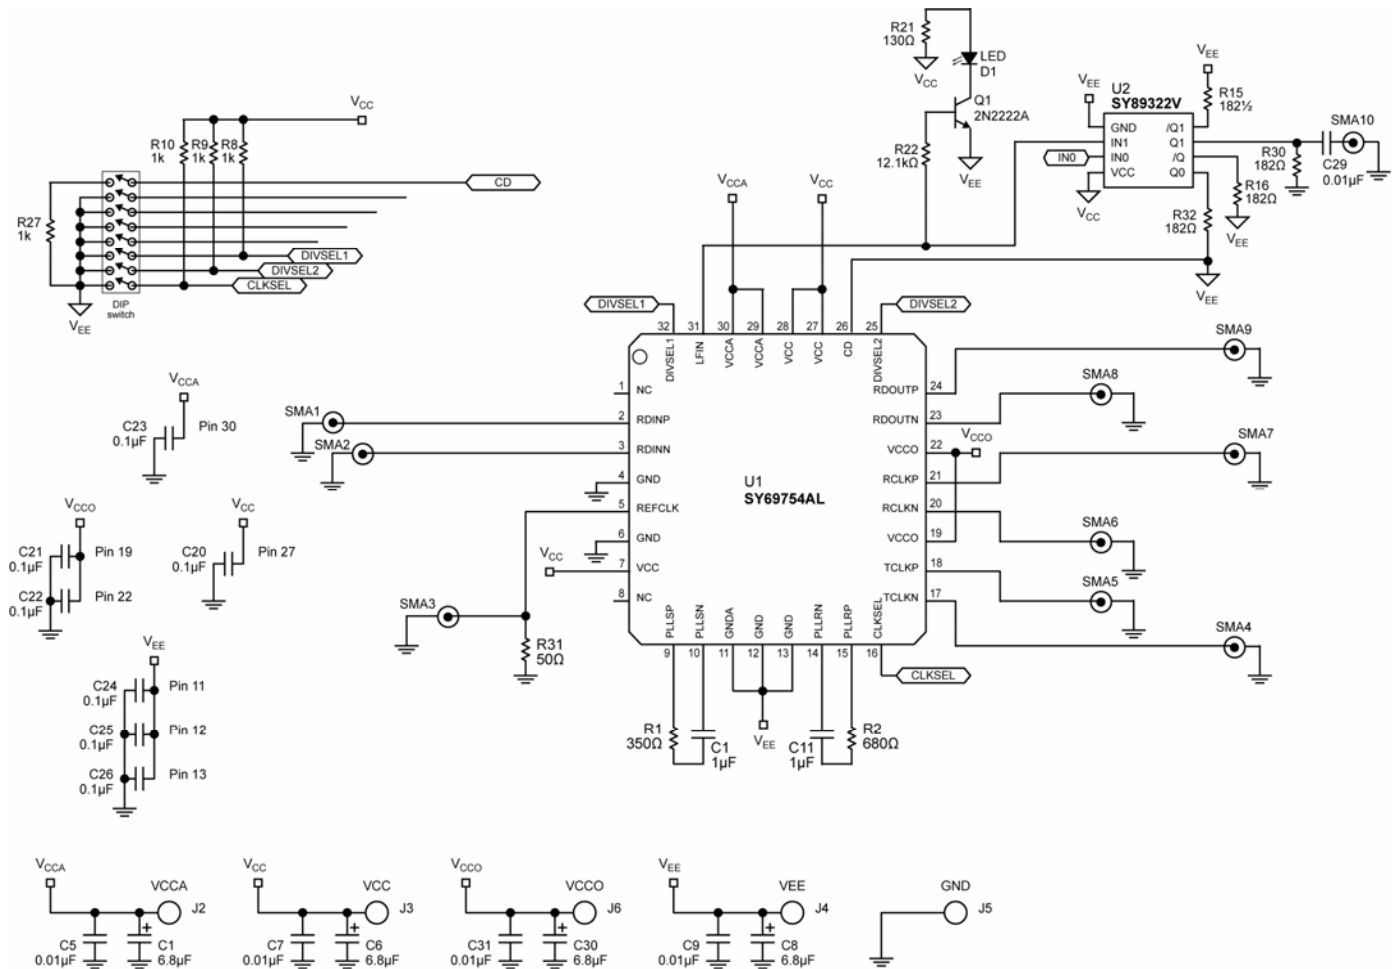 R21
130Ω
VCC
LED
D1
Q1
2N2222A
VEE
R22
12.1kΩ
VEE
U2
SY89322V
GND
IN1
IN0
VCC
/Q1
Q1
/Q
Q0
IN0
VCC
VEE
R15
182½
SMA10
R30
182Ω
C29
0.01µF
R16
182Ω
VEE
R32
182Ω
VEE
VCC
R10
1k
R9
1k
R8
1k
CD
R27
1k
DIVSEL1
DIVSEL2
CLKSEL
DIP
switch
VEE
VCCA
VCC
DIVSEL1
DIVSEL2
32 31 30 29 28 27 26 25
DIVSEL1
LFIN
VCCA
VCCA
VCC
VCC
CD
DIVSEL2
1 NC
2 RDINP
3 RDINN
4 GND
5 REFCLK
6 GND
7 VCC
8 NC
U1
SY69754AL
RDOUTP 24
RDOUTN 23
VCCO 22
RCLKP 21
RCLKN 20
VCCO 19
TCLKP 18
TCLKN 17
PLLSP
PLLSN
GNDA
GND
GND
PLLRN
PLLRP
CLKSEL
9 10 11 12 13 14 15 16
SMA1
SMA2
VCC
SMA3
R31
50Ω
R1
350Ω
C1
1µF
VEE
C11
1µF
R2
680Ω
CLKSEL
SMA9
SMA8
VCCO
SMA7
SMA6
SMA5
SMA4
VCCA
C23
0.1µF
Pin 30
VCCO
C21
0.1µF
Pin 19
C22
0.1µF
Pin 22
VCC
C20
0.1µF
Pin 27
VEE
C24
0.1µF
Pin 11
C25
0.1µF
Pin 12
C26
0.1µF
Pin 13
VCCA
VCCA
J2
C5
0.01µF
C1
6.8µF
VCC
VCC
J3
C7
0.01µF
C6
6.8µF
VCCO
VCCO
J6
C31
0.01µF
C30
6.8µF
VEE
VEE
J4
C9
0.01µF
C8
6.8µF
GND
J5